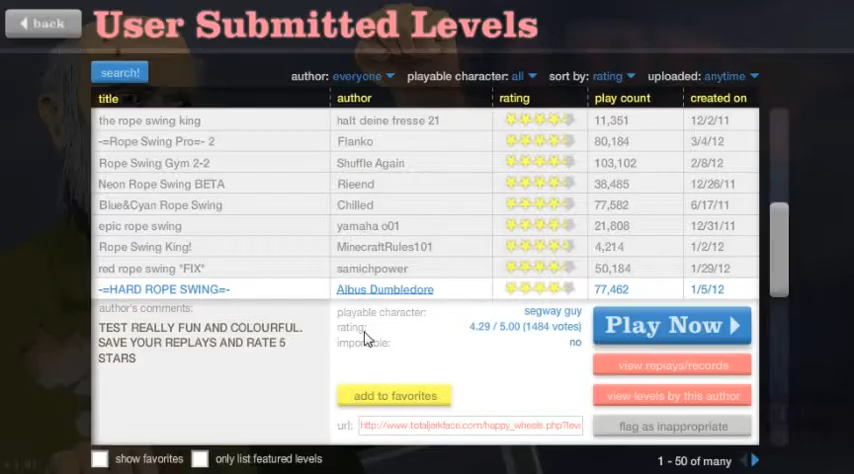 back
User Submitted Levels
search! author: everyone playable character: all sort by: rating uploaded: anytime
title author rating play count created on
the rope swing king halt deine fresse 21 11,351 12/2/11
-=Rope Swing Pro=- 2 Flanko 80,184 3/4/12
Rope Swing Gym 2-2 Shuffle Again 103,102 2/8/12
Neon Rope Swing BETA Rieend 38,485 12/26/11
Blue&Cyan Rope Swing Chilled 77,582 6/17/11
epic rope swing yamaha o01 21,808 12/31/11
Rope Swing King! MinecraftRules101 4,214 1/2/12
red rope swing "FIX" samichpower 50,184 1/29/12
-=HARD ROPE SWING=- Albus Dumbledore 77,462 1/5/12
author's comments:
TEST REALLY FUN AND COLOURFUL.
SAVE YOUR REPLAYS AND RATE 5
STARS
playable character: segway guy
rating: 4.29 / 5.00 (1484 votes)
impossible: no
add to favorites
url: http://www.totaljerkface.com/happy_wheels.php?leve
Play Now
view replays/records
view levels by this author
flag as inappropriate
show favorites only list featured levels 1 - 50 of many